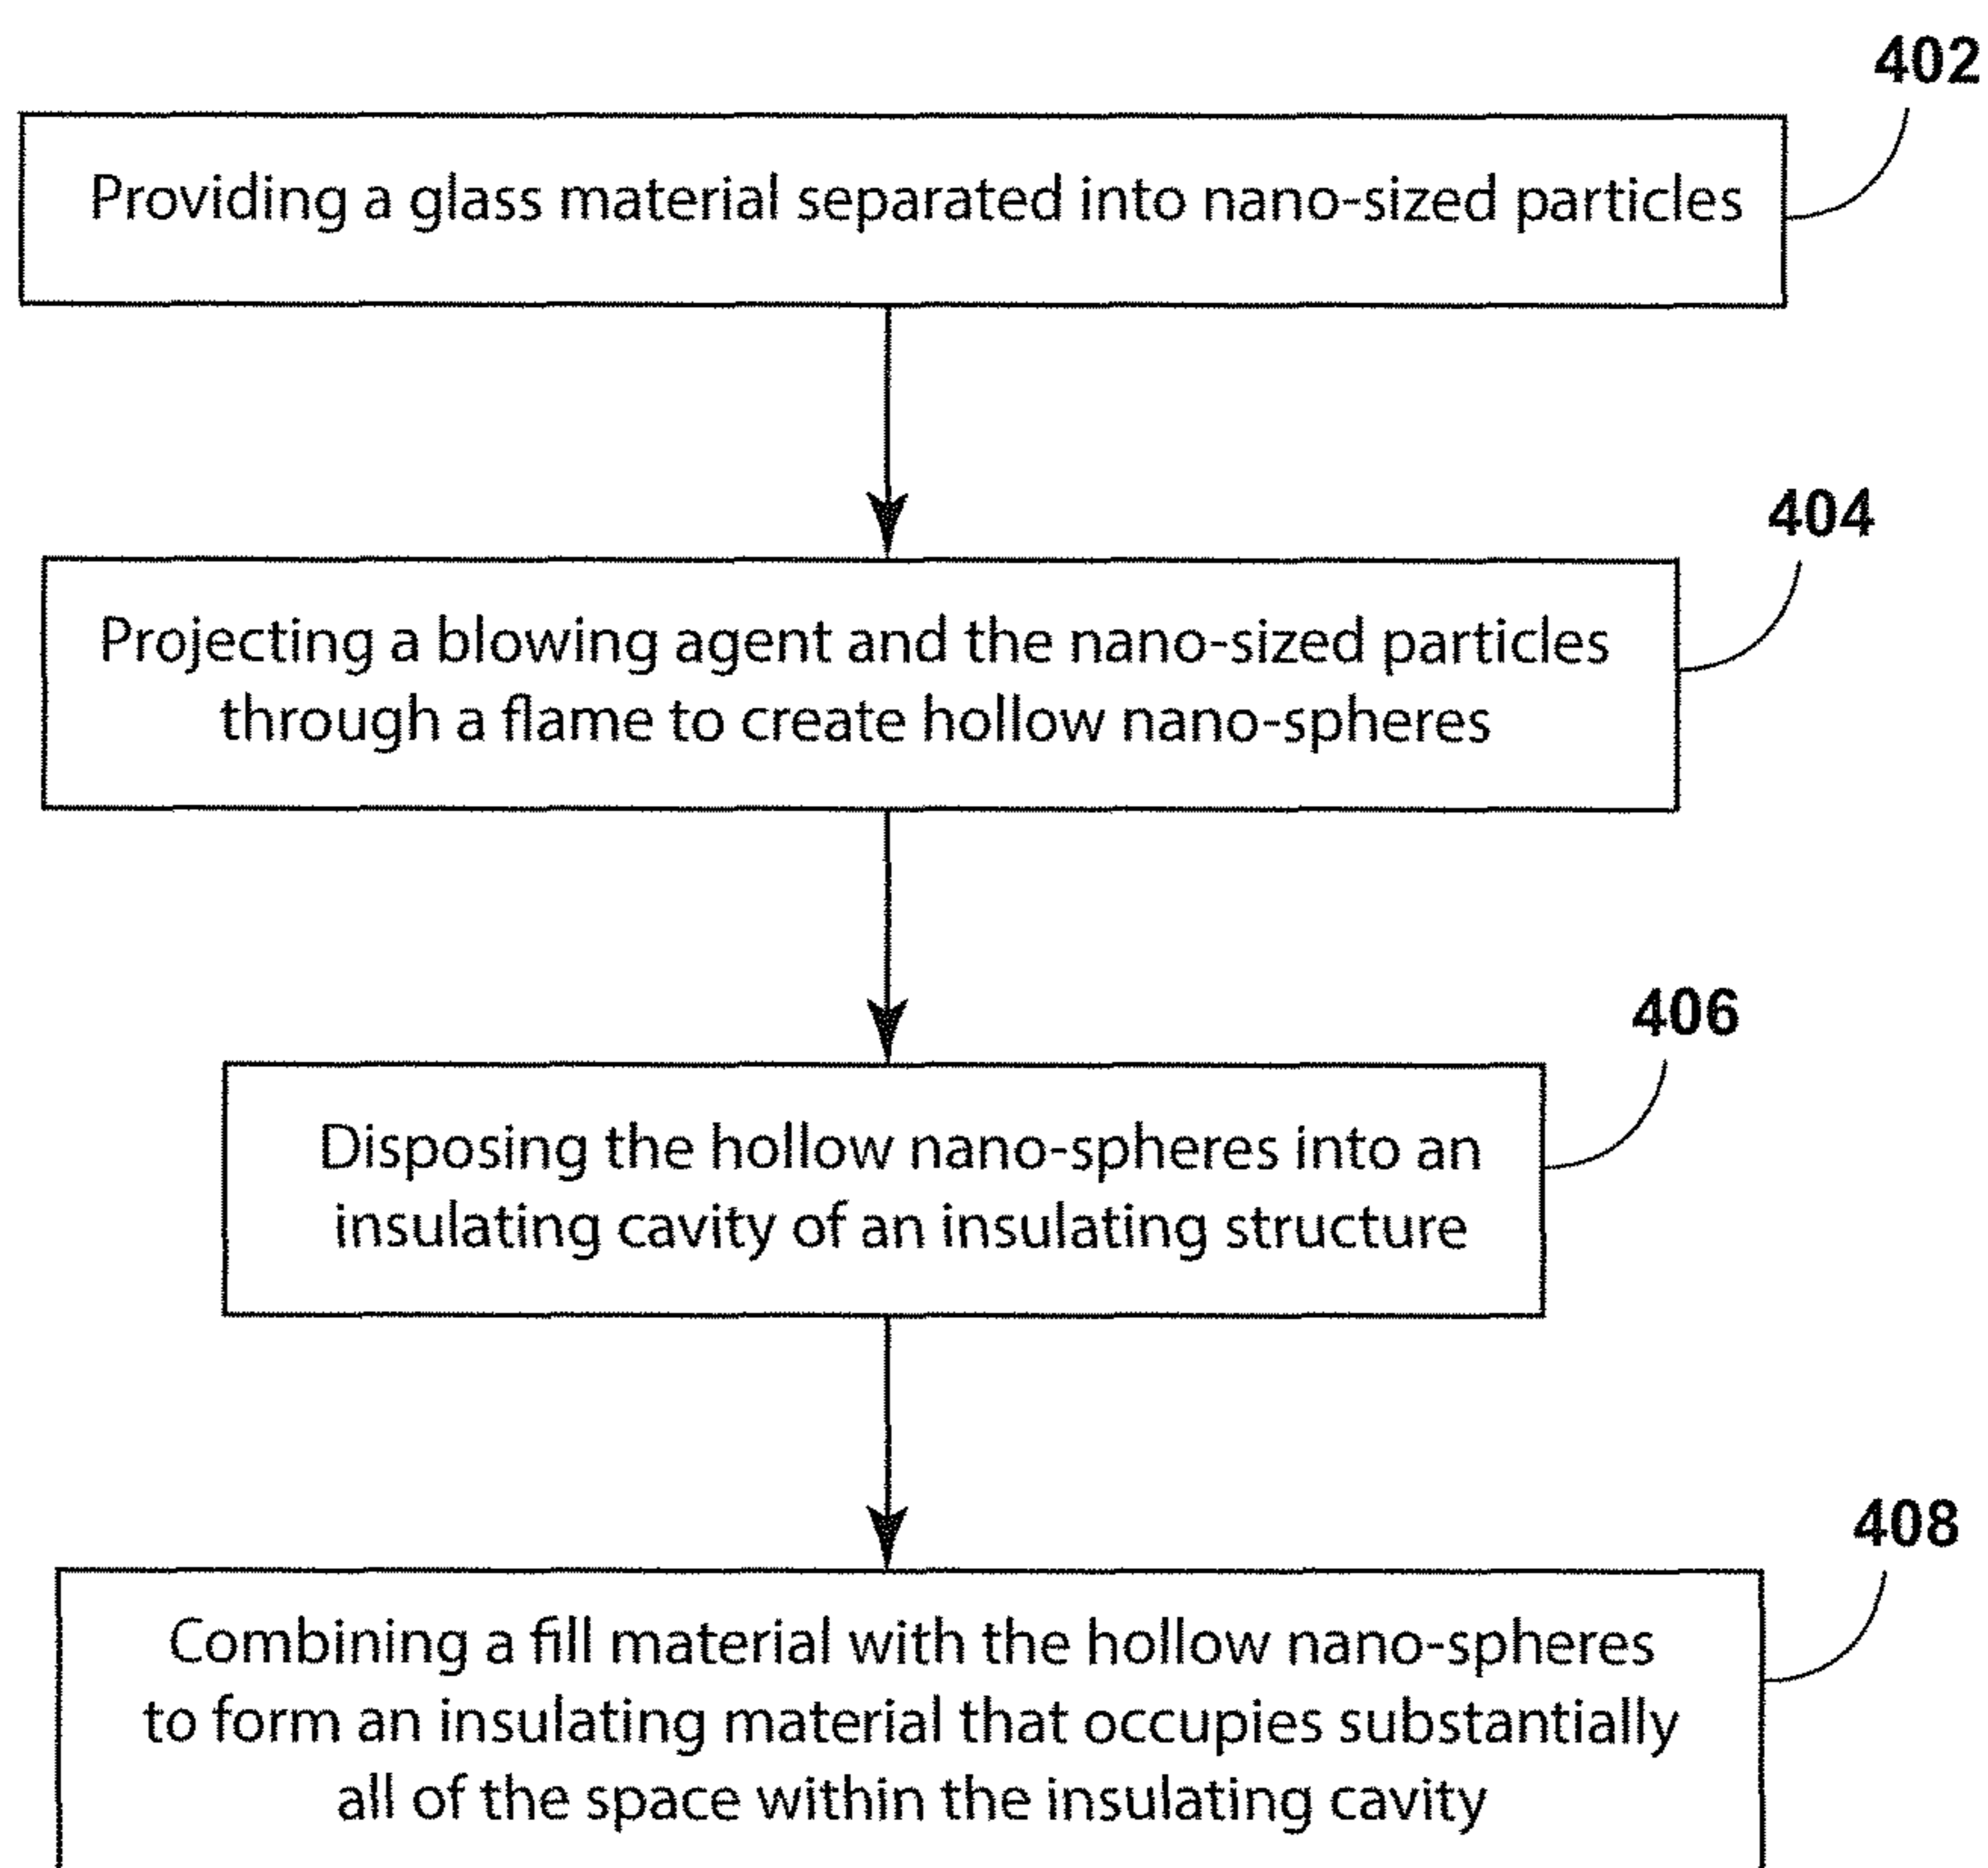 402
Providing a glass material separated into nano-sized particles
404
Projecting a blowing agent and the nano-sized particles
through a flame to create hollow nano-spheres
406
Disposing the hollow nano-spheres into an
insulating cavity of an insulating structure
408
Combining a fill material with the hollow nano-spheres
to form an insulating material that occupies substantially
all of the space within the insulating cavity